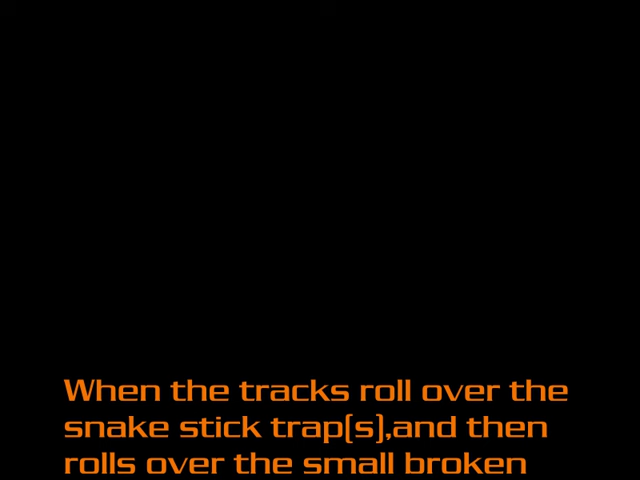 When the tracks roll over the
snake stick trap(s),and then
rolls over the small broken